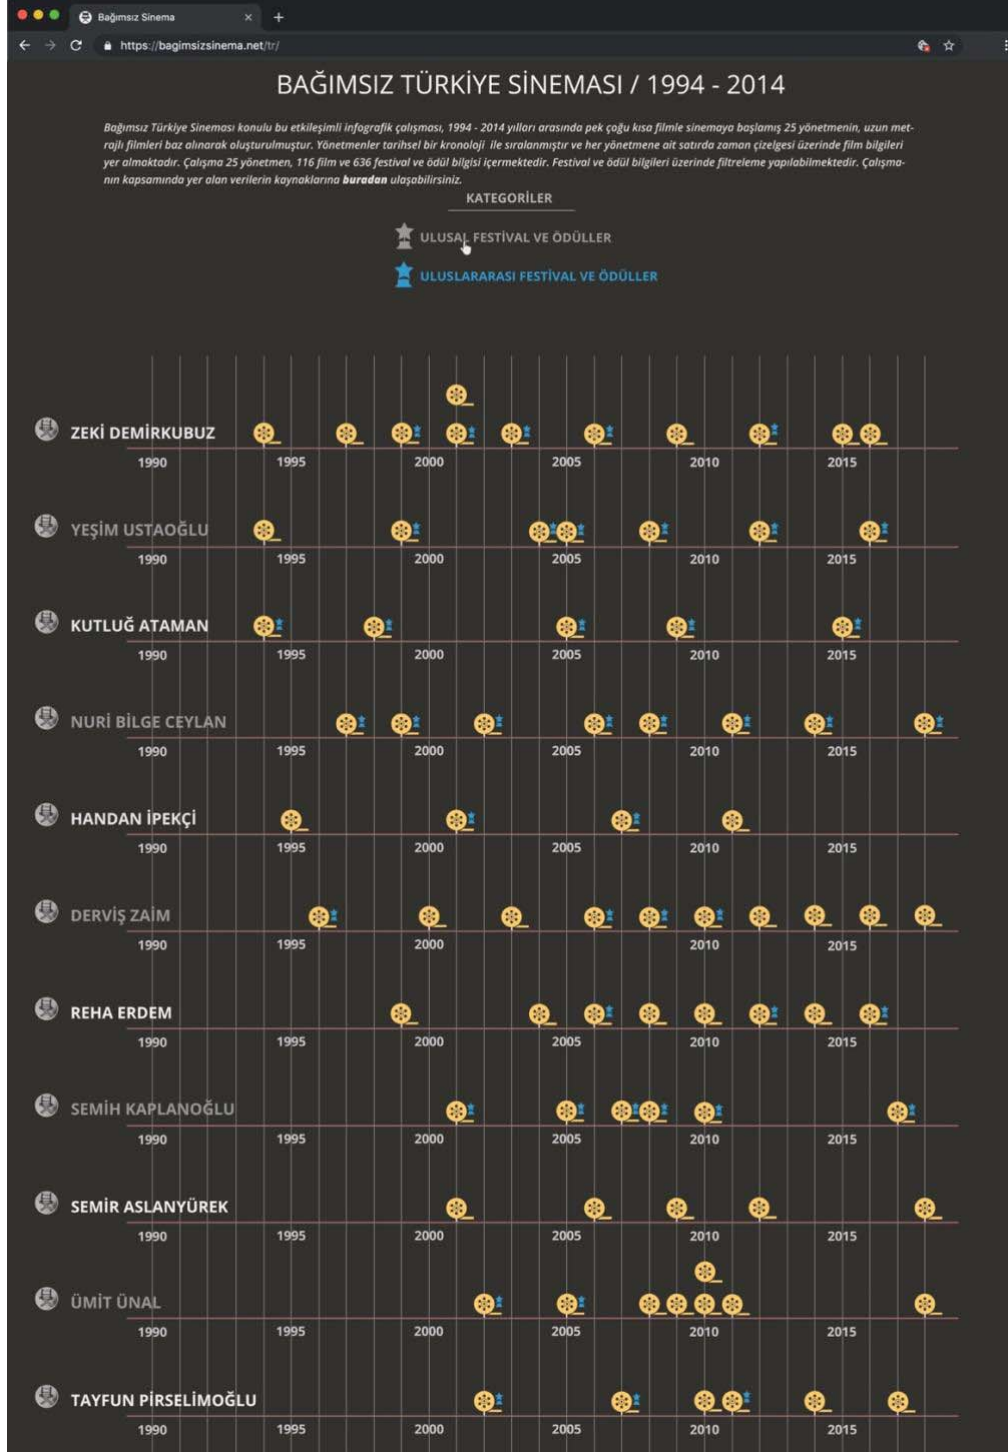 Bağımsız Sinema
https://bagimsizsinema.net/tr/
BAĞIMSIZ TÜRKİYE SİNEMASI / 1994 - 2014
Bağımsız Türkiye Sineması konulu bu etkileşimli infografik çalışması, 1994 - 2014 yılları arasında pek çoğu kısa filmle sinemaya başlamış 25 yönetmenin, uzun met-
rajlı filmleri baz alınarak oluşturulmuştur. Yönetmenler tarihsel bir kronoloji ile sıralanmıştır ve her yönetmene ait satırda zaman çizelgesi üzerinde film bilgileri
yer almaktadır. Çalışma 25 yönetmen, 116 film ve 636 festival ve ödül bilgisi içermektedir. Festival ve ödül bilgileri üzerinde filtreleme yapılabilmektedir. Çalışma-
nın kapsamında yer alan verilerin kaynaklarına buradan ulaşabilirsiniz.
KATEGORİLER
ULUSAL FESTİVAL VE ÖDÜLLER
ULUSLARARASI FESTİVAL VE ÖDÜLLER
ZEKİ DEMİRKUBUZ
1990 1995 2000 2005 2010 2015
YEŞİM USTAOĞLU
1990 1995 2000 2005 2010 2015
KUTLUĞ ATAMAN
1990 1995 2000 2005 2010 2015
NURİ BİLGE CEYLAN
1990 1995 2000 2005 2010 2015
HANDAN İPEKÇİ
1990 1995 2000 2005 2010 2015
DERVİŞ ZAİM
1990 1995 2000 2005 2010 2015
REHA ERDEM
1990 1995 2000 2005 2010 2015
SEMİH KAPLANOĞLU
1990 1995 2000 2005 2010 2015
SEMİR ASLANYÜREK
1990 1995 2000 2005 2010 2015
ÜMİT ÜNAL
1990 1995 2000 2005 2010 2015
TAYFUN PİRSELİMOĞLU
1990 1995 2000 2005 2010 2015